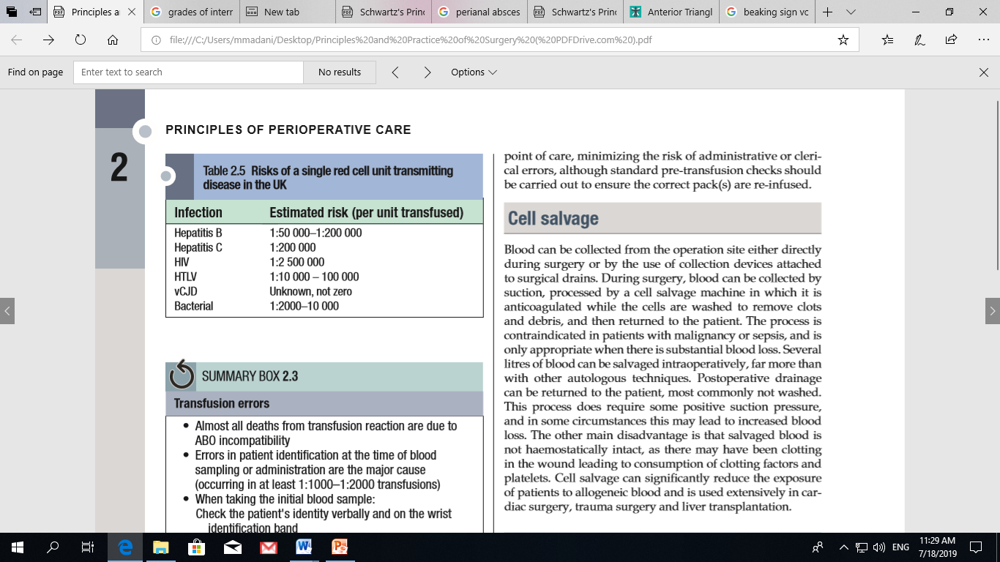 Principles ar
grades of interr
New tab
Schwartz's Princ
perianal absces
Schwartz's Princ
Anterior Triangl
beaking sign vo
file:///C:/Users/mmadani/Desktop/Principles%20and%20Practice%20of%20Surgery%20(%20PDFDrive.com%20).pdf
Find on page
Enter text to search
No results
Options
2
PRINCIPLES OF PERIOPERATIVE CARE
Table 2.5 Risks of a single red cell unit transmitting
disease in the UK
Infection Estimated risk (per unit transfused)
Hepatitis B 1:50 000–1:200 000
Hepatitis C 1:200 000
HIV 1:2 500 000
HTLV 1:10 000 – 100 000
vCJD Unknown, not zero
Bacterial 1:2000–10 000
SUMMARY BOX 2.3
Transfusion errors
• Almost all deaths from transfusion reaction are due to
ABO incompatibility
• Errors in patient identification at the time of blood
sampling or administration are the major cause
(occurring in at least 1:1000–1:2000 transfusions)
• When taking the initial blood sample:
Check the patient's identity verbally and on the wrist
identification band
point of care, minimizing the risk of administrative or cleri-
cal errors, although standard pre-transfusion checks should
be carried out to ensure the correct pack(s) are re-infused.
Cell salvage
Blood can be collected from the operation site either directly
during surgery or by the use of collection devices attached
to surgical drains. During surgery, blood can be collected by
suction, processed by a cell salvage machine in which it is
anticoagulated while the cells are washed to remove clots
and debris, and then returned to the patient. The process is
contraindicated in patients with malignancy or sepsis, and is
only appropriate when there is substantial blood loss. Several
litres of blood can be salvaged intraoperatively, far more than
with other autologous techniques. Postoperative drainage
can be returned to the patient, most commonly not washed.
This process does require some positive suction pressure,
and in some circumstances this may lead to increased blood
loss. The other main disadvantage is that salvaged blood is
not haemostatically intact, as there may have been clotting
in the wound leading to consumption of clotting factors and
platelets. Cell salvage can significantly reduce the exposure
of patients to allogeneic blood and is used extensively in car-
diac surgery, trauma surgery and liver transplantation.
ENG
11:29 AM
7/18/2019